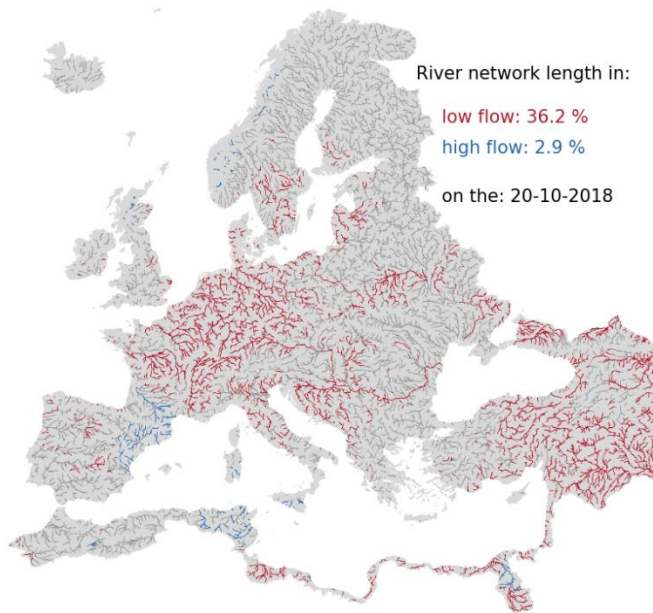 River network length in:
low flow: 36.2 %
high flow: 2.9 %
on the: 20-10-2018